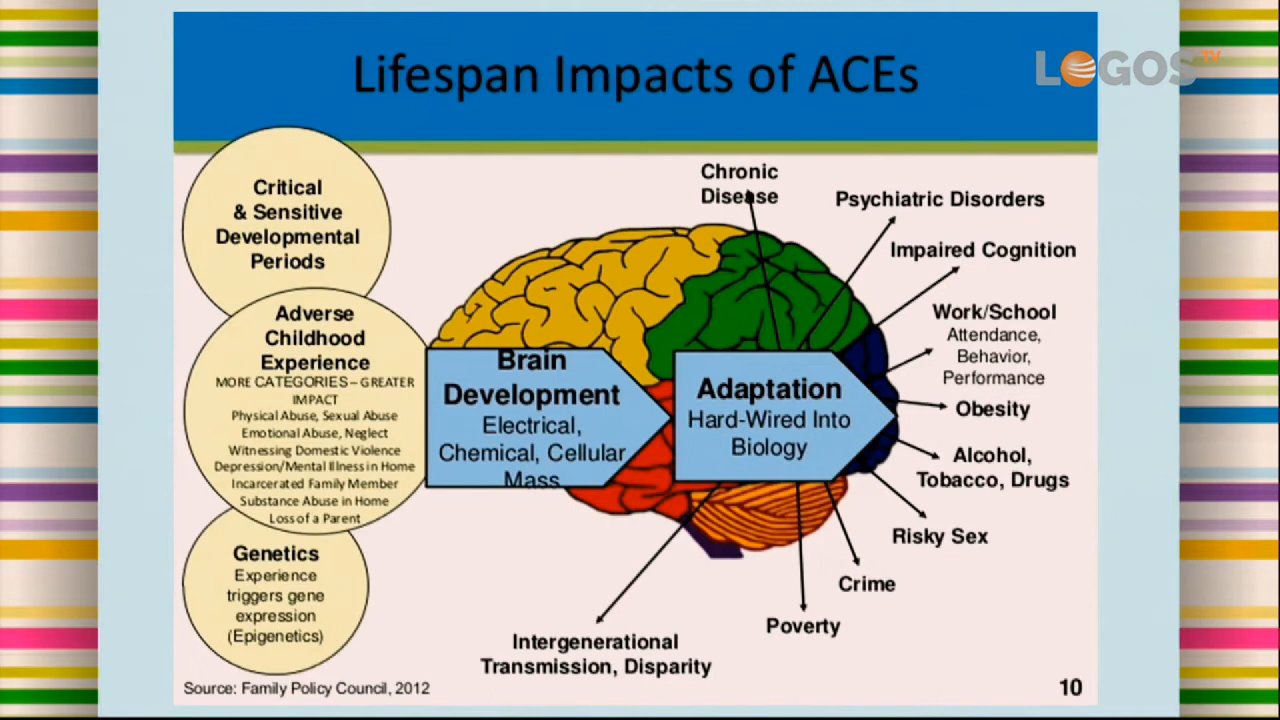 Lifespan Impacts of ACEs
LOGOS TV
Critical
& Sensitive
Developmental
Periods
Adverse
Childhood
Experience
MORE CATEGORIES – GREATER
IMPACT
Physical Abuse, Sexual Abuse
Emotional Abuse, Neglect
Witnessing Domestic Violence
Depression/Mental Illness in Home
Incarcerated Family Member
Substance Abuse in Home
Loss of a Parent
Genetics
Experience
triggers gene
expression
(Epigenetics)
Brain
Development
Electrical,
Chemical, Cellular
Mass
Adaptation
Hard-Wired Into
Biology
Chronic
Disease
Psychiatric Disorders
Impaired Cognition
Work/School
Attendance,
Behavior,
Performance
Obesity
Alcohol,
Tobacco, Drugs
Risky Sex
Crime
Poverty
Intergenerational
Transmission, Disparity
Source: Family Policy Council, 2012
10